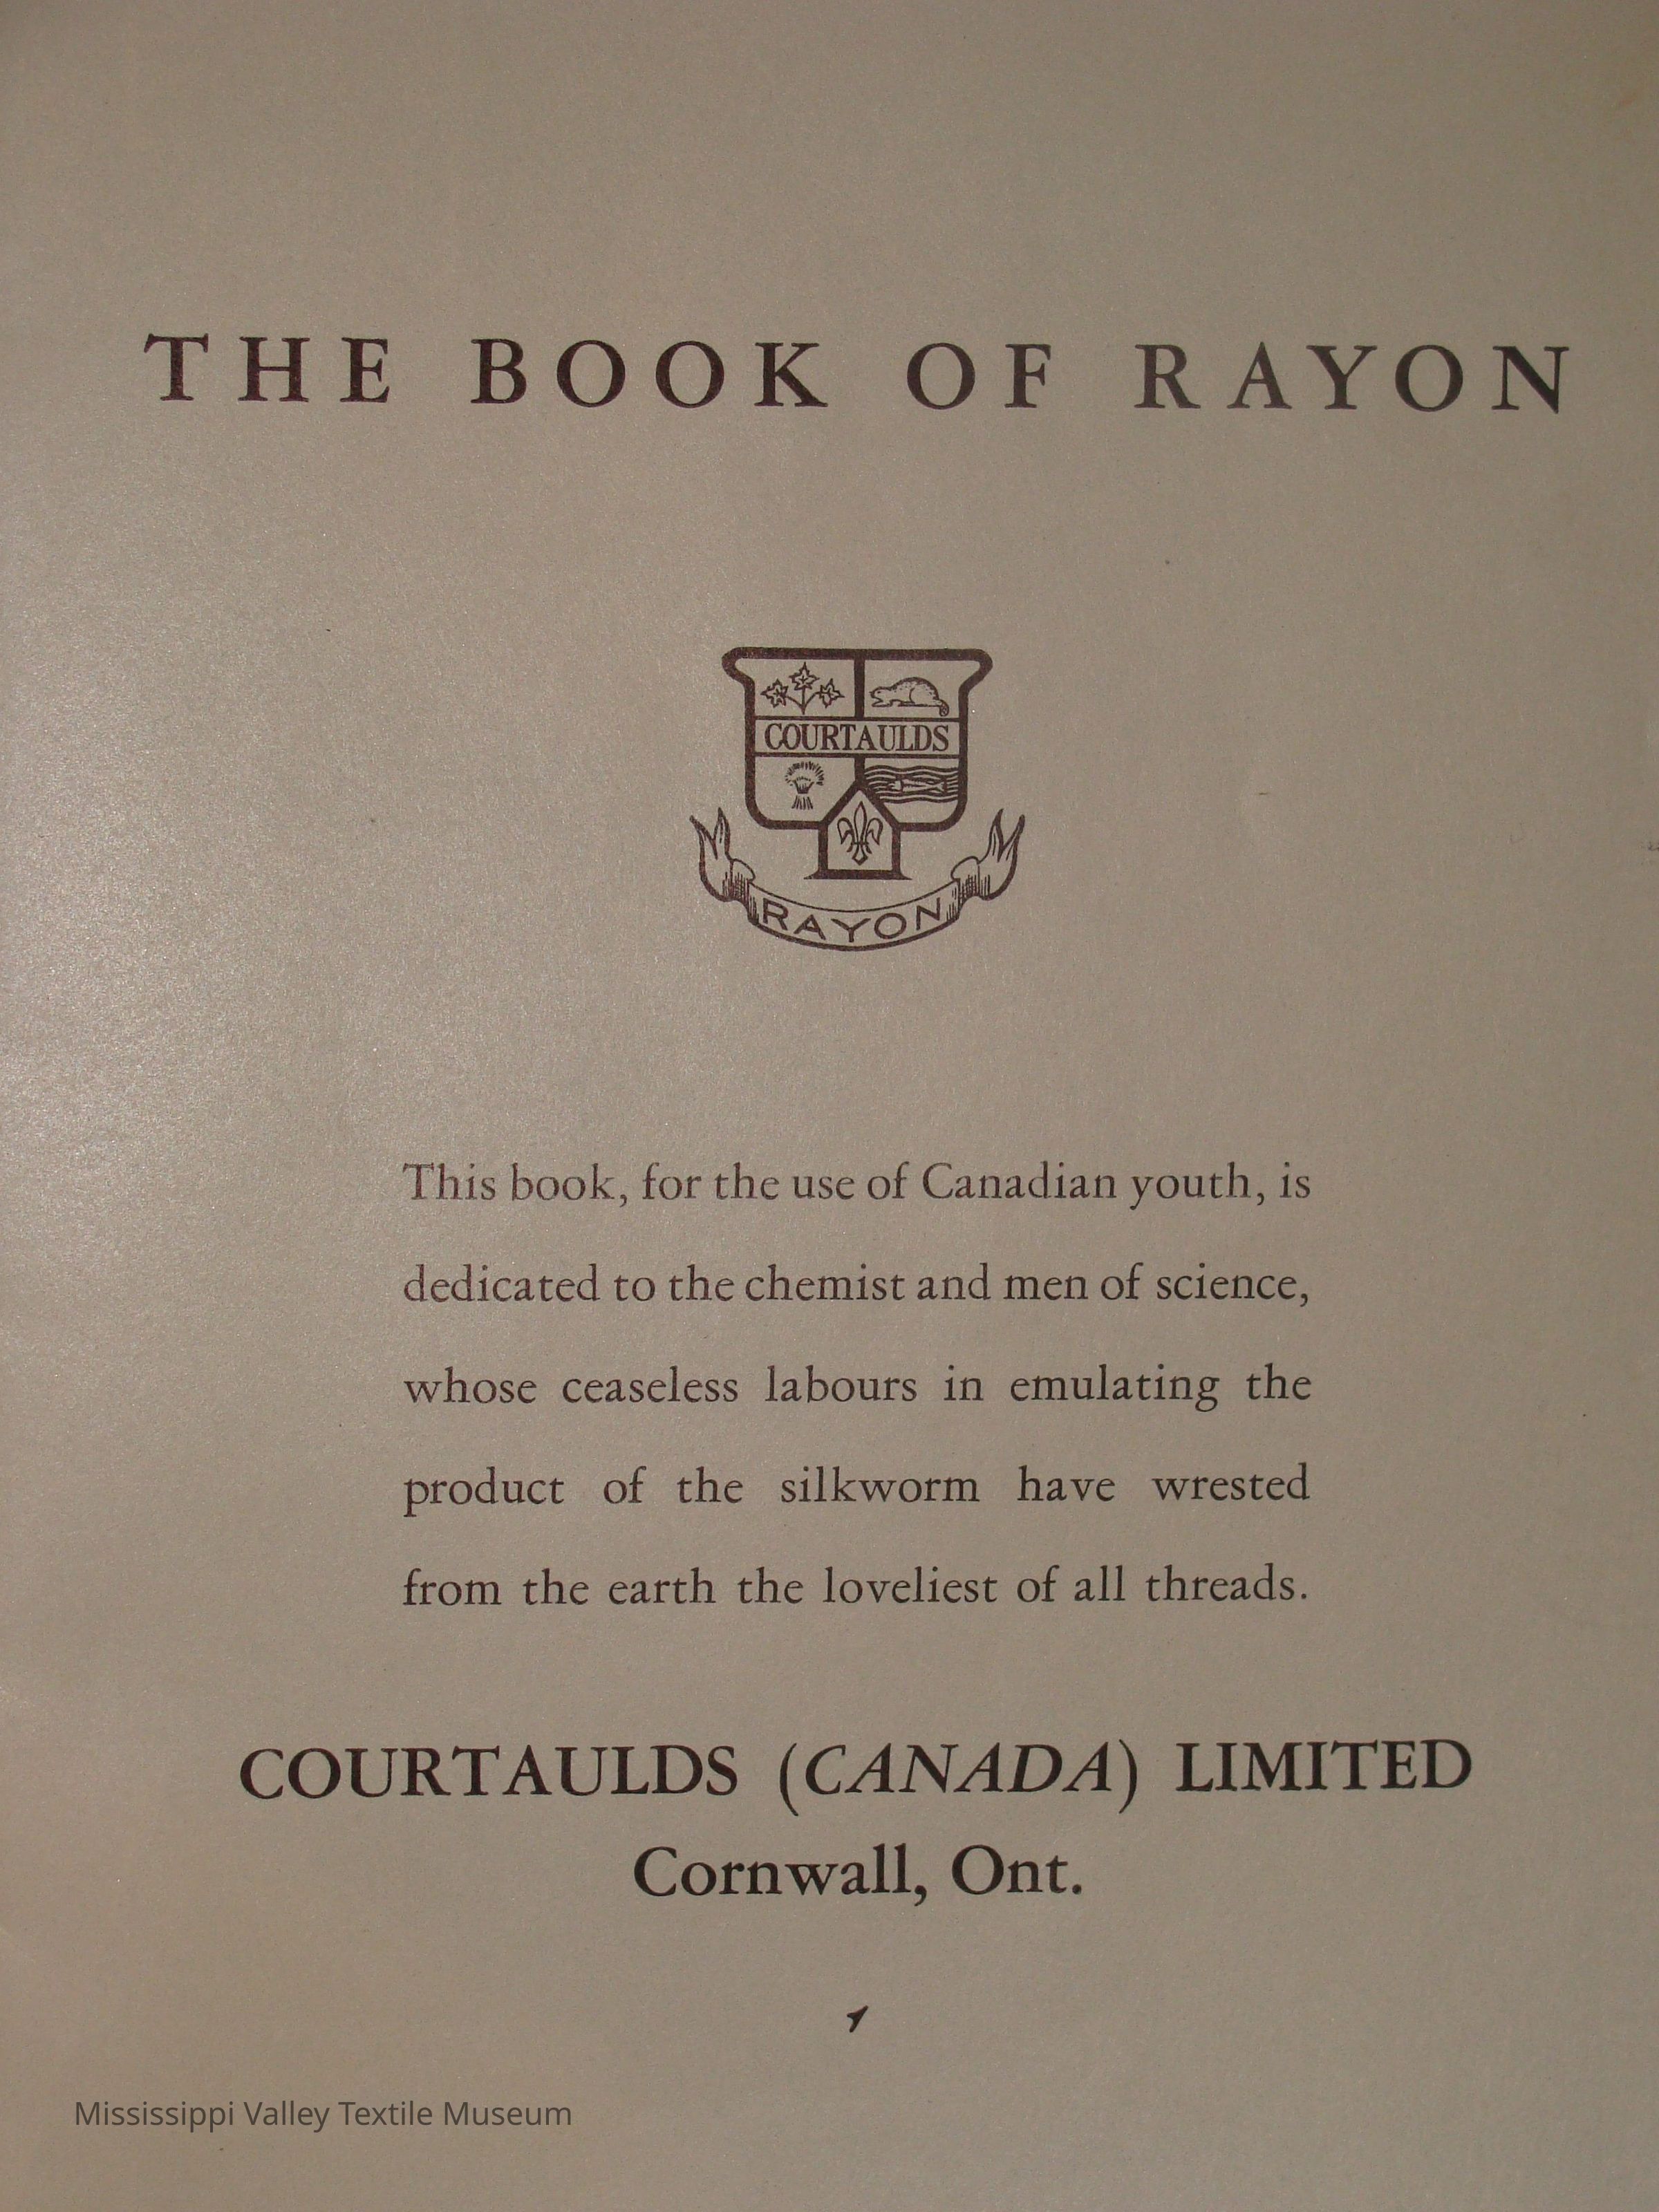 THE BOOK OF RAYON
COURTAULDS
RAYON
This book, for the use of Canadian youth, is
dedicated to the chemist and men of science,
whose ceaseless labours in emulating the
product of the silkworm have wrested
from the earth the loveliest of all threads.
COURTAULDS (CANADA) LIMITED
Cornwall, Ont.
Mississippi Valley Textile Museum